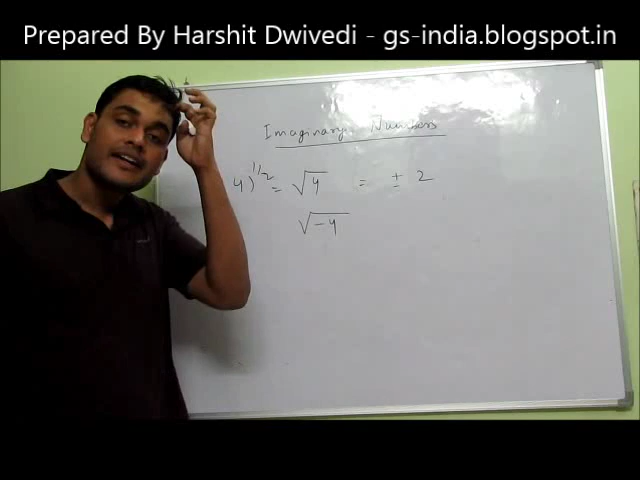 Prepared By Harshit Dwivedi - gs-india.blogspot.in
Imaginary Numbers
4)^{1/2} = √4 = ± 2
√-4